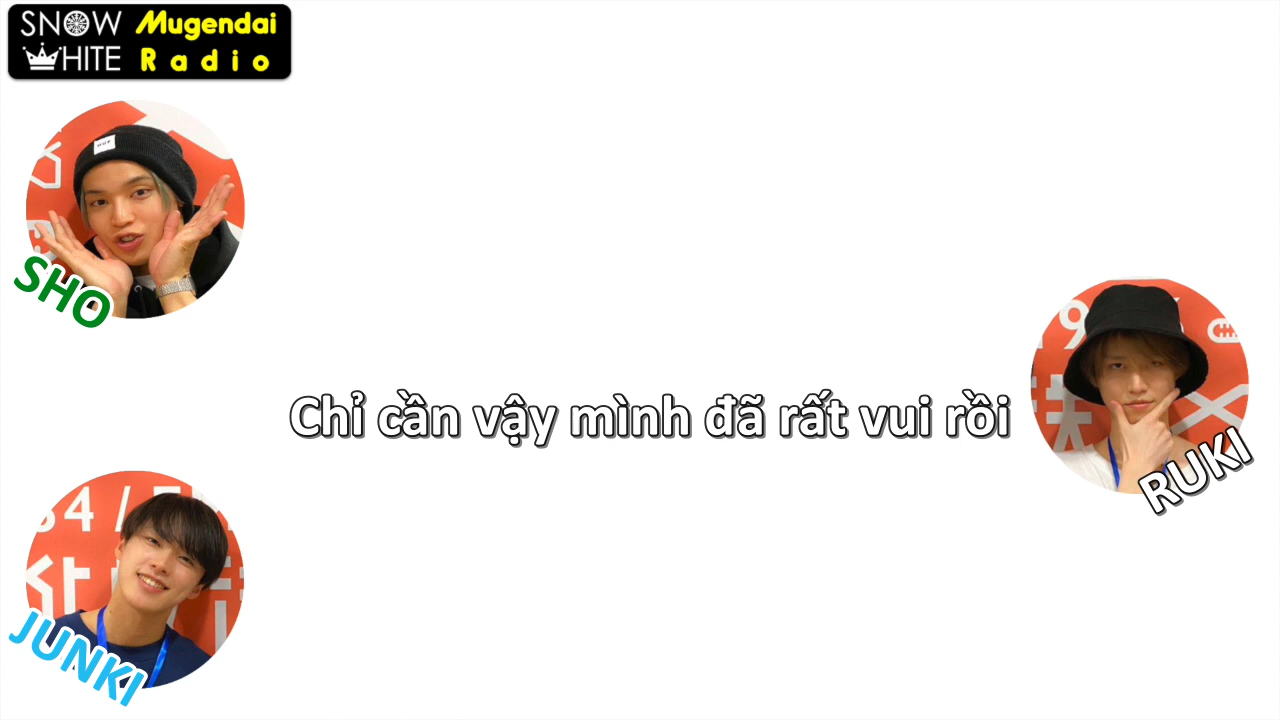 SNOW WHITE
Mugendai Radio
SHO
Chỉ cần vậy mình đã rất vui rồi
RUKI
JUNKI